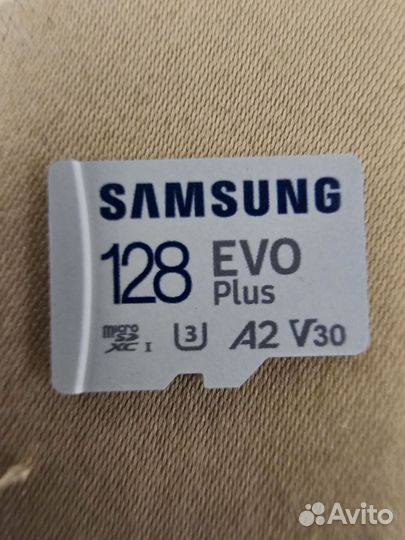 SAMSUNG
128 EVO
Plus
micro SD XC I U3 A2 V30
Avito